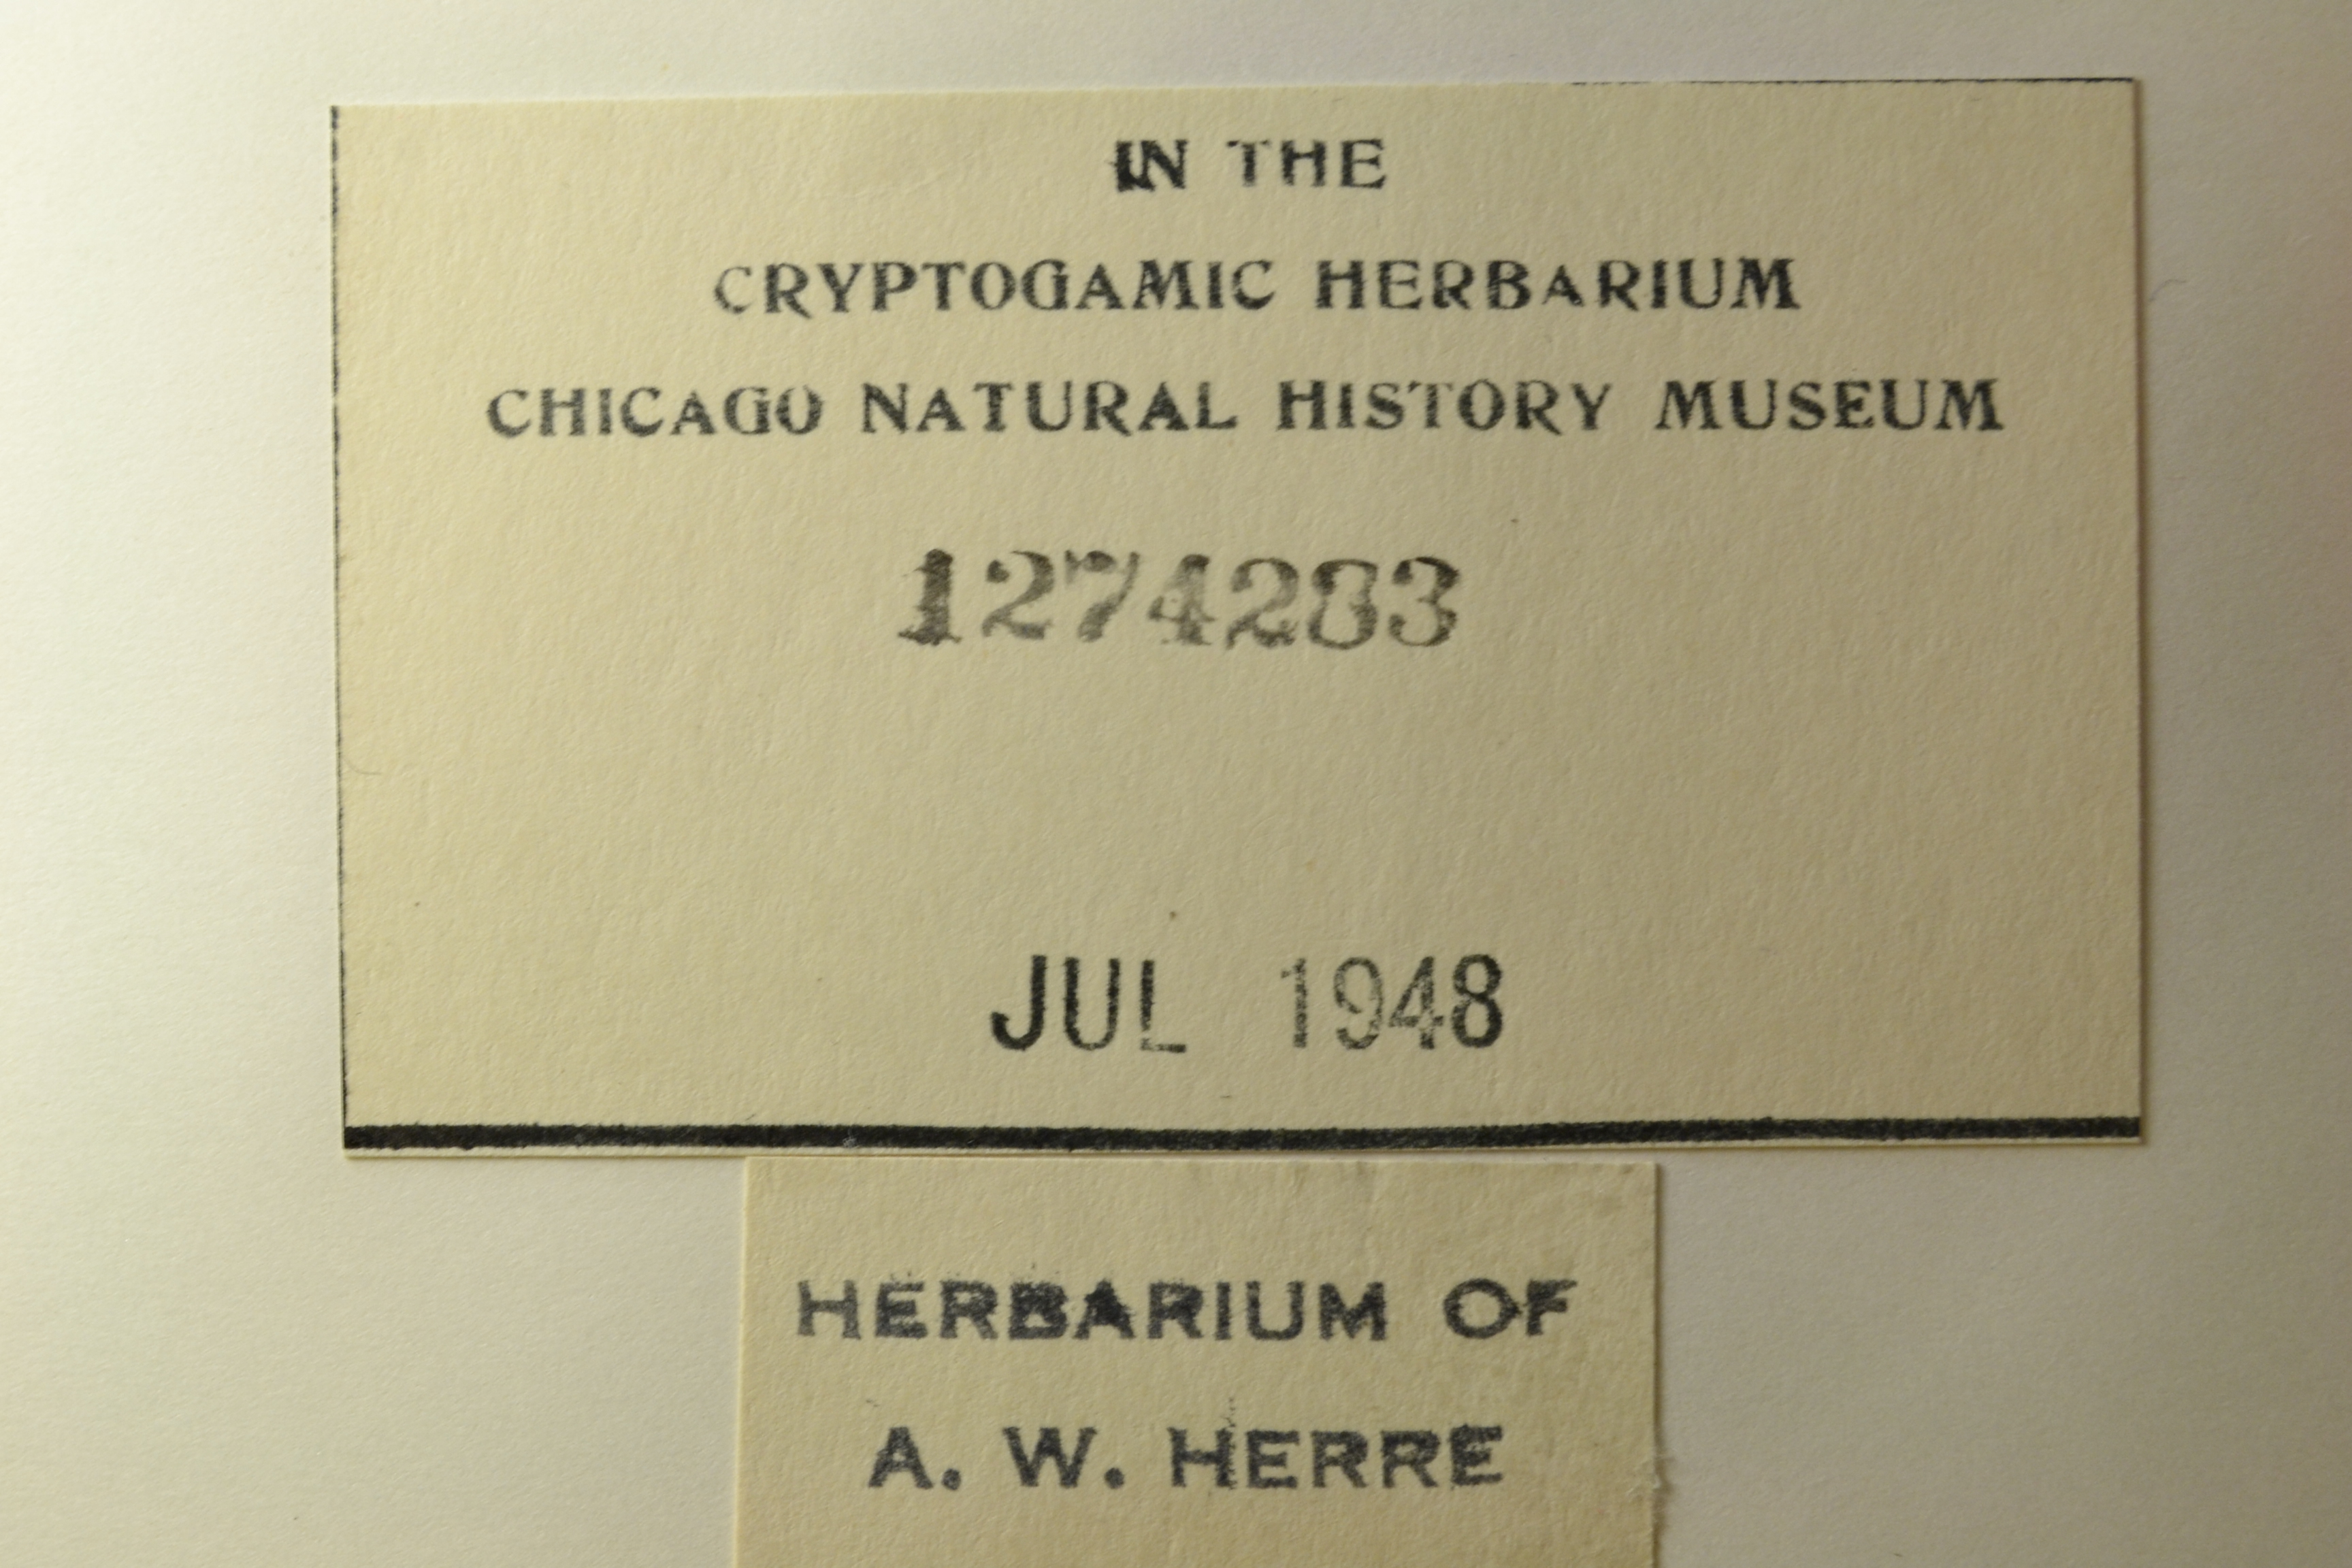 IN THE
CRYPTOGAMIC HERBARIUM
CHICAGO NATURAL HISTORY MUSEUM
1274283
JUL 1948
HERBARIUM OF
A. W. HERRE